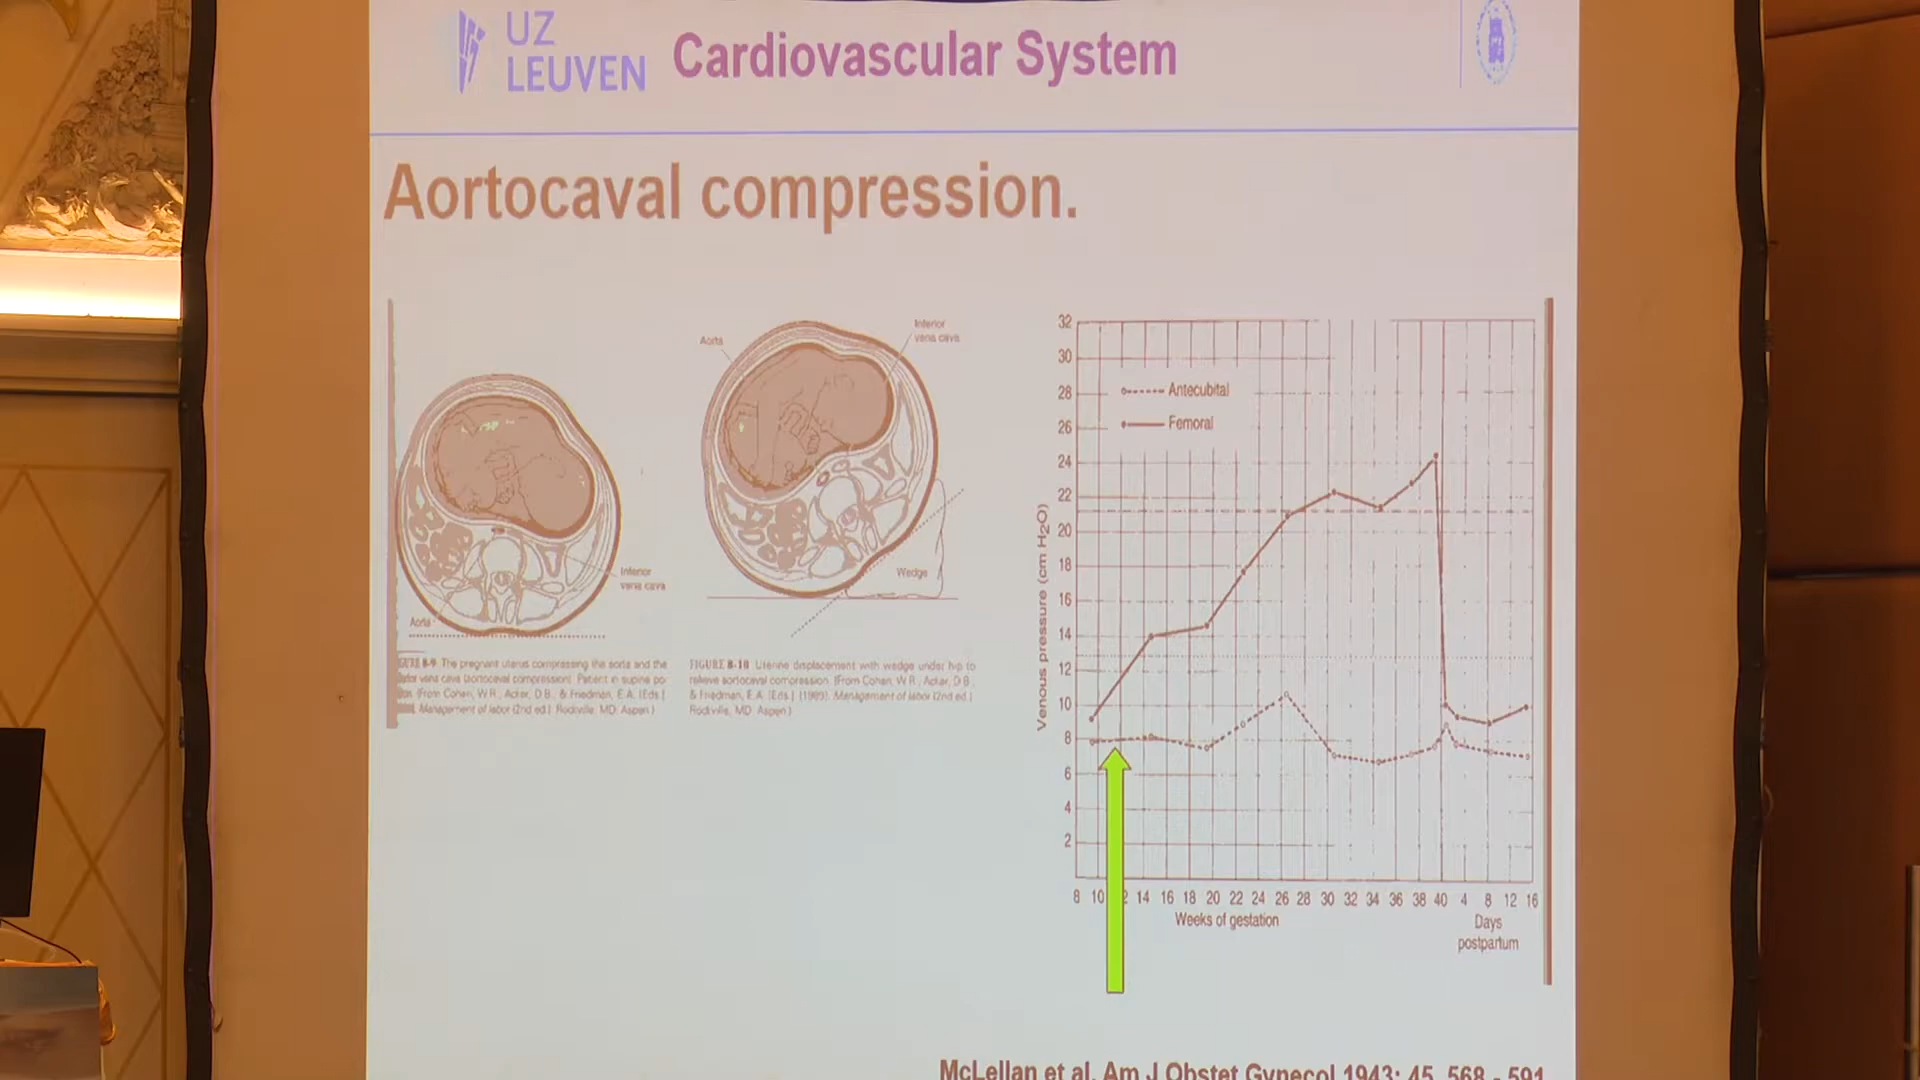 UZ
LEUVEN
Cardiovascular System
Aortocaval compression.
Aorta
Inferior
vena cava
Inferior
vena cava
Aorta
Wedge
8-9 The pregnant uterus compressing the aorta and the
vena cava (aortocaval compression). Patient in supine po-
(From Cohen, W.R., Acker, D.B., & Friedman, E.A. [Eds.]
Management of labor (2nd ed.). Rockville, MD: Aspen.)
FIGURE 8-10 Uterine displacement with wedge under hip to
relieve aortocaval compression. (From Cohen, W.R., Acker, D.B.,
& Friedman, E.A. [Eds.] (1989). Management of labor (2nd ed.).
Rockville, MD: Aspen.)
Venous pressure (cm H2O)
32
30
28
26
24
22
20
18
16
14
12
10
8
6
4
2
Antecubital
Femoral
8 10 2 14 16 18 20 22 24 26 28 30 32 34 36 38 40 4 8 12 16
Weeks of gestation
Days
postpartum
McLellan et al. Am J Obstet Gynecol 1943; 45, 568 - 591